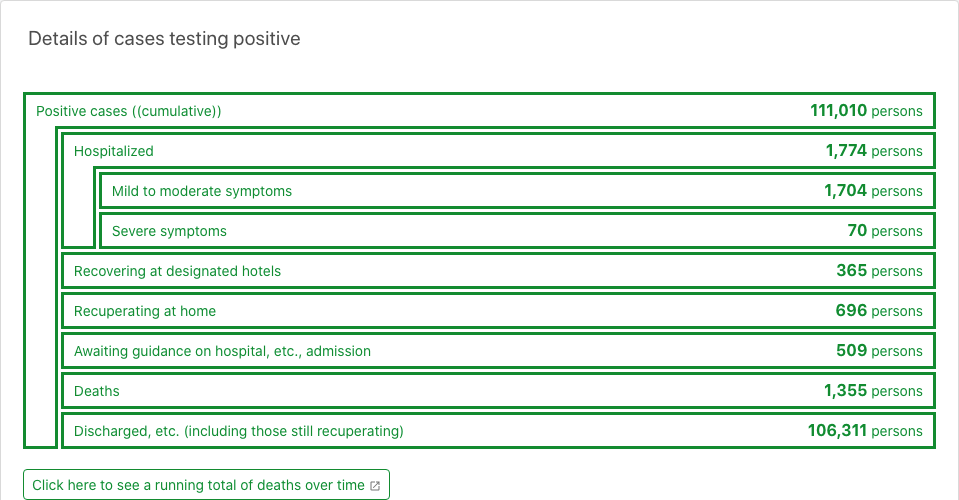 Details of cases testing positive
Positive cases ((cumulative)) 111,010 persons
Hospitalized 1,774 persons
Mild to moderate symptoms 1,704 persons
Severe symptoms 70 persons
Recovering at designated hotels 365 persons
Recuperating at home 696 persons
Awaiting guidance on hospital, etc., admission 509 persons
Deaths 1,355 persons
Discharged, etc. (including those still recuperating) 106,311 persons
Click here to see a running total of deaths over time